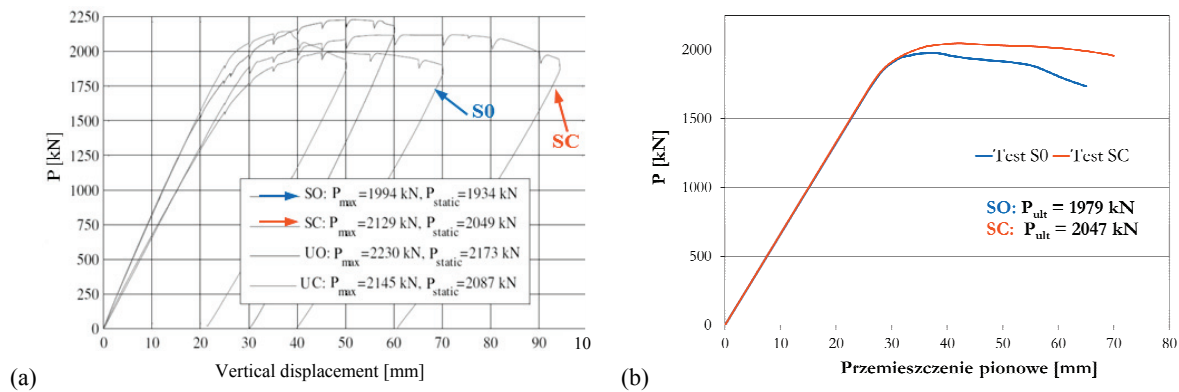 2250
2000
1750
1500
1250
1000
750
500
250
0
P [kN]
S0
SC
SO: Pmax=1994 kN, Pstatic=1934 kN
SC: Pmax=2129 kN, Pstatic=2049 kN
UO: Pmax=2230 kN, Pstatic=2173 kN
UC: Pmax=2145 kN, Pstatic=2087 kN
0 10 20 30 40 50 60 70 80 90 10
Vertical displacement [mm]
(a)
2000
1500
1000
500
0
P [kN]
Test S0 Test SC
SO: Pult = 1979 kN
SC: Pult = 2047 kN
0 10 20 30 40 50 60 70 80
Przemieszczenie pionowe [mm]
(b)